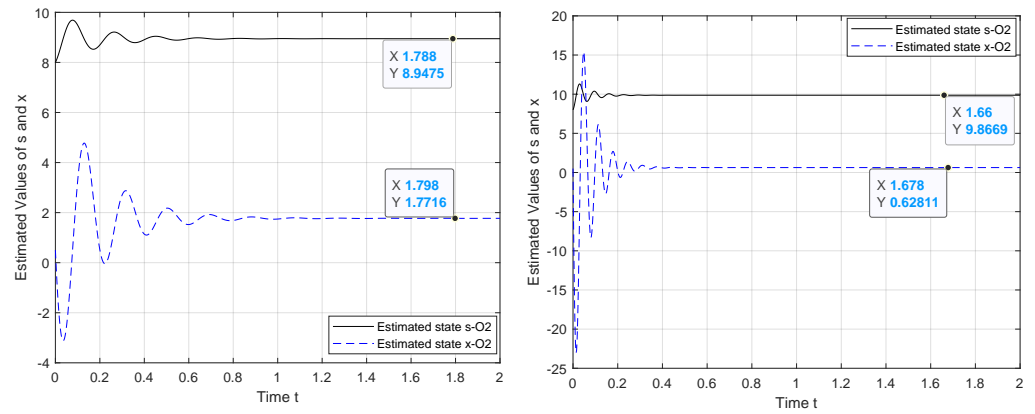 10
8
6
4
2
0
-2
-4
Estimated Values of s and x
X 1.788
Y 8.9475
X 1.798
Y 1.7716
Estimated state s-O2
Estimated state x-O2
0 0.2 0.4 0.6 0.8 1 1.2 1.4 1.6 1.8 2
Time t
20
15
10
5
0
-5
-10
-15
-20
-25
Estimated Values of s and x
Estimated state s-O2
Estimated state x-O2
X 1.66
Y 9.8669
X 1.678
Y 0.62811
0 0.2 0.4 0.6 0.8 1 1.2 1.4 1.6 1.8 2
Time t